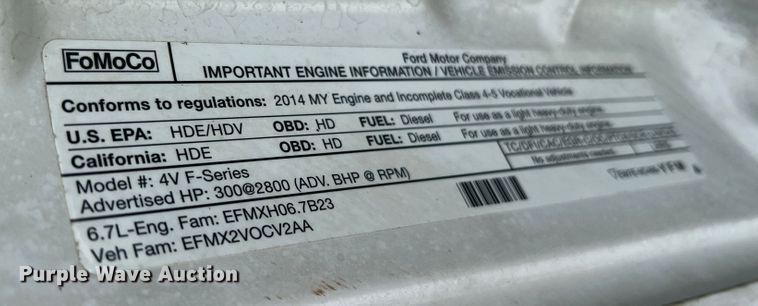 FoMoCo
Ford Motor Company
IMPORTANT ENGINE INFORMATION / VEHICLE EMISSION CONTROL INFORMATION
Conforms to regulations: 2014 MY Engine and Incomplete Class 4-5 Vocational Vehicle
U.S. EPA: HDE/HDV OBD: HD FUEL: Diesel For use as a light heavy-duty engine
California: HDE OBD: HD FUEL: Diesel For use as a light heavy-duty engine
Model #: 4V F-Series
Advertised HP: 300@2800 (ADV. BHP @ RPM)
No adjustments needed.
6.7L-Eng. Fam: EFMXH06.7B23
Veh Fam: EFMX2VOCV2AA
Purple Wave Auction